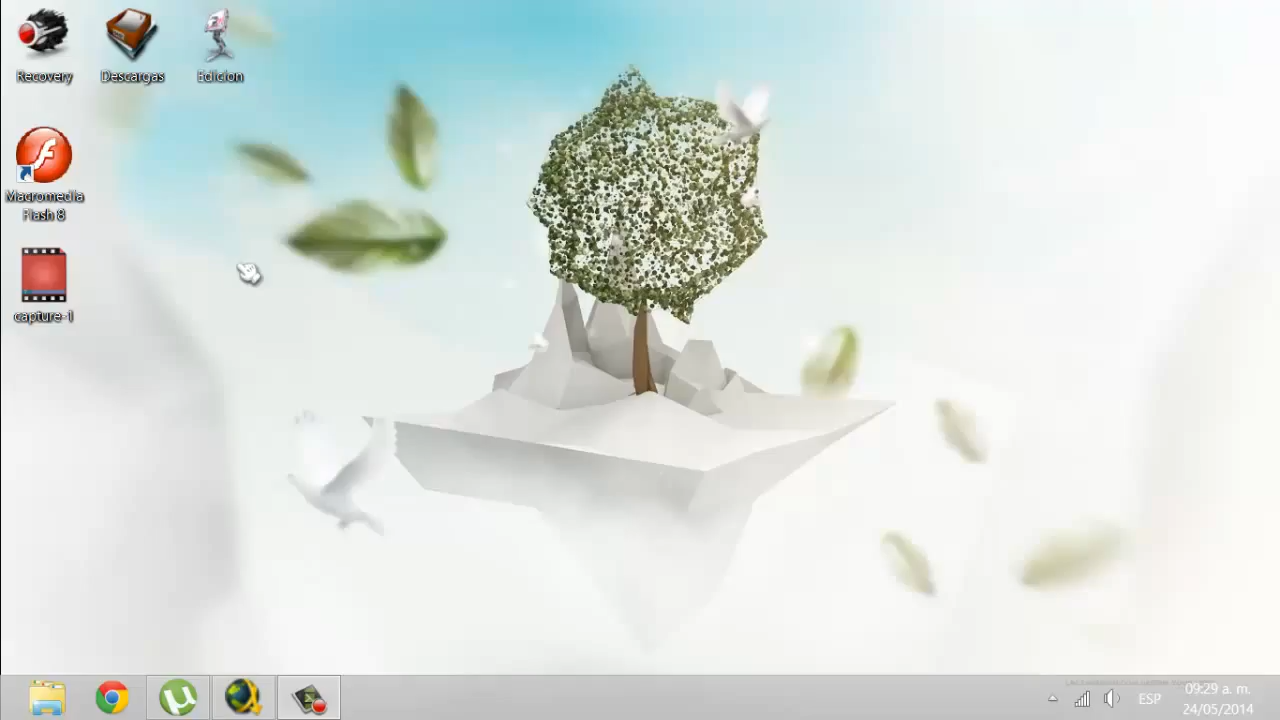 Recovery
Descargas
Edicion
Macromedia
Flash 8
capture-1
ESP
09:29 a. m.
24/05/2014